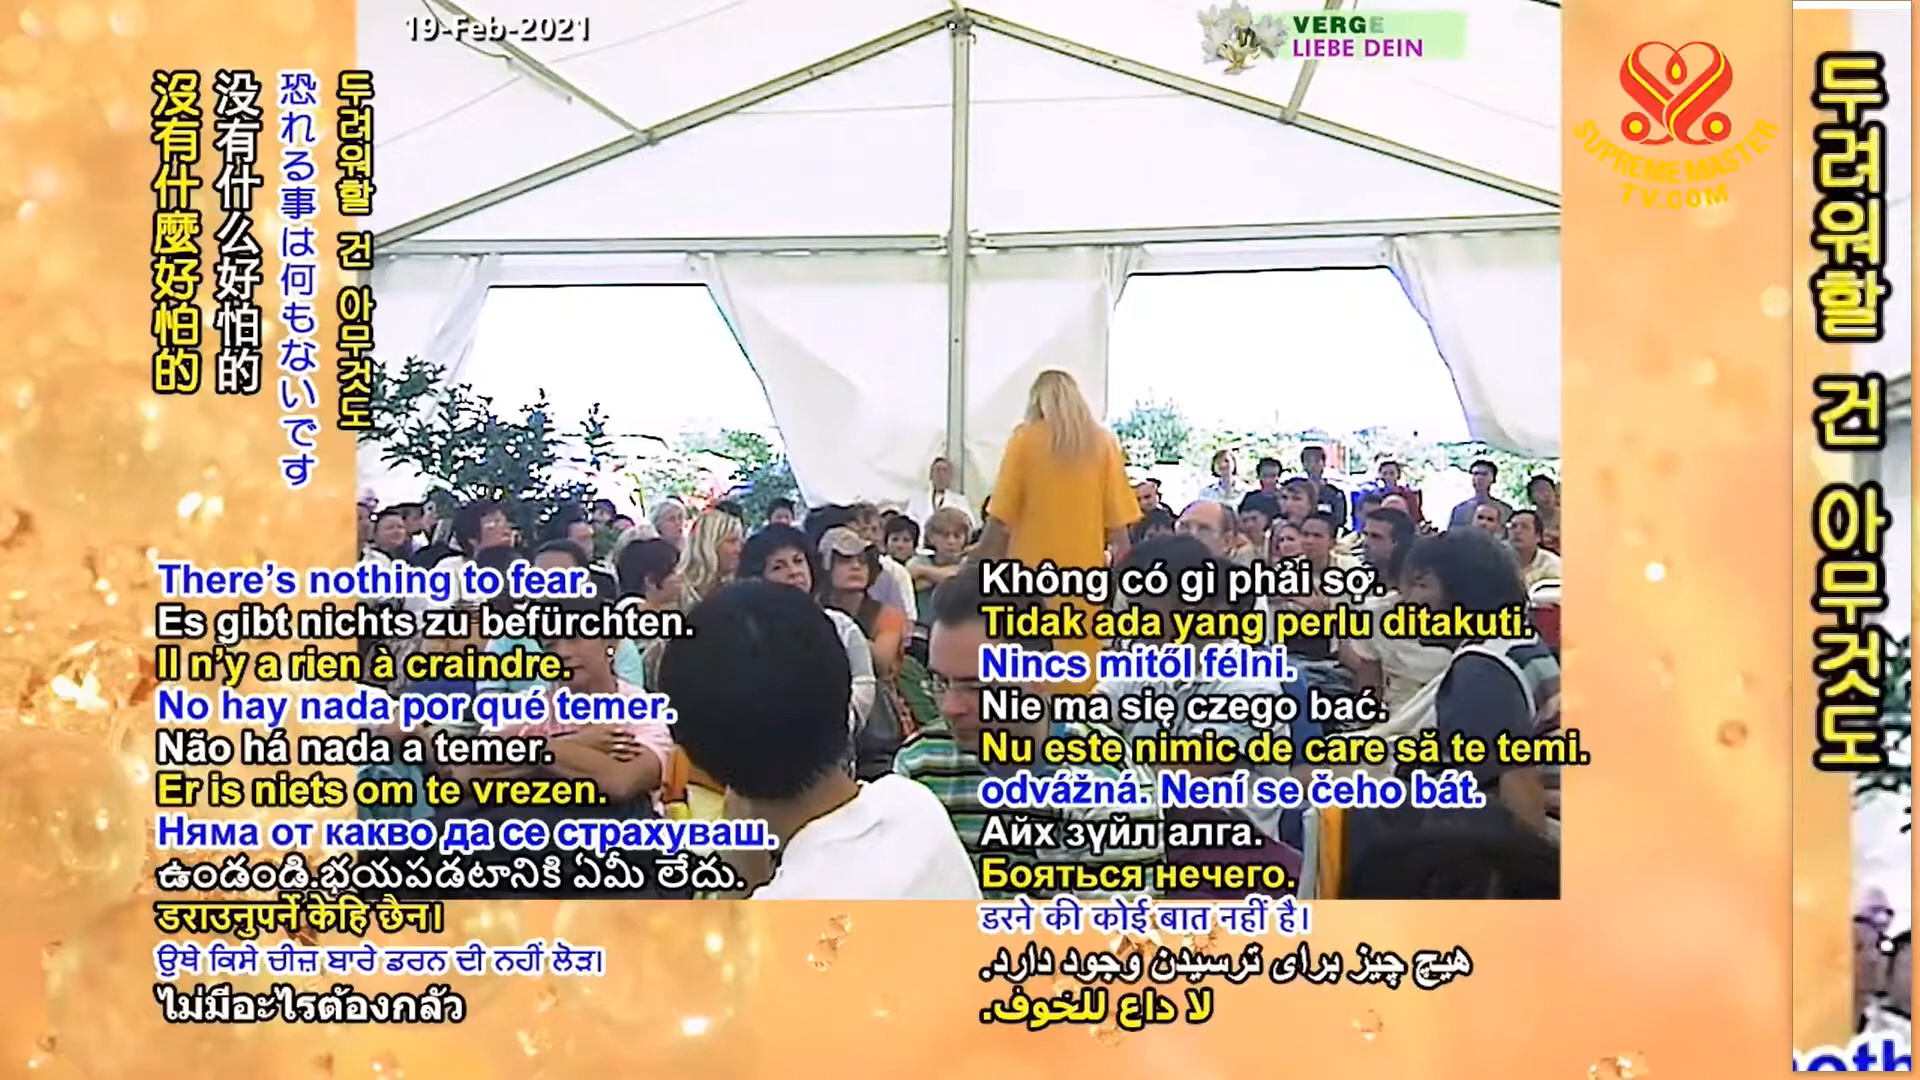 19-Feb-2021
VERGE
LIEBE DEIN
SUPREME MASTER
TV.COM
두려워할 건 아무것도
恐れる事は何もないです
没有什么好怕的
沒有什麼好怕的
There’s nothing to fear.
Es gibt nichts zu befürchten.
Il n’y a rien à craindre.
No hay nada por qué temer.
Não há nada a temer.
Er is niets om te vrezen.
Няма от какво да се страхуваш.
ఉండండి.భయపడటానికి ఏమీ లేదు.
डराउनुपर्ने केहि छैन।
ਉਥੇ ਕਿਸੇ ਚੀਜ਼ ਬਾਰੇ ਡਰਨ ਦੀ ਨਹੀਂ ਲੋੜ।
ไม่มีอะไรต้องกลัว
Không có gì phải sợ.
Tidak ada yang perlu ditakuti.
Nincs mitől félni.
Nie ma się czego bać.
Nu este nimic de care să te temi.
odvážná. Není se čeho bát.
Айх зүйл алга.
Бояться нечего.
डरने की कोई बात नहीं है।
هیچ چیز برای ترسیدن وجود دارد.
لا داع للخوف.
두려워할 건 아무것도
noth